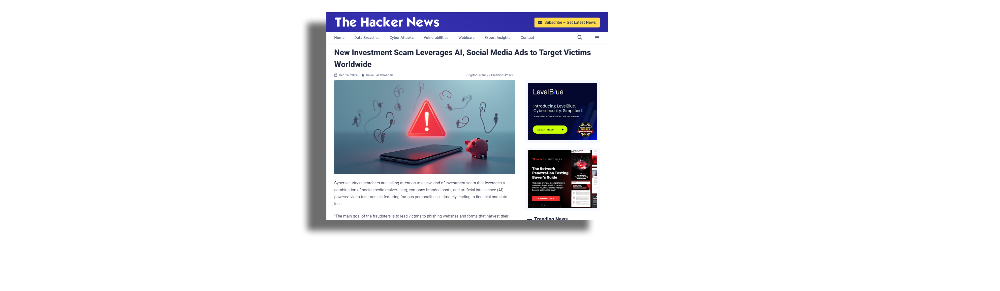 The Hacker News
Subscribe – Get Latest News
Home Data Breaches Cyber Attacks Vulnerabilities Webinars Expert Insights Contact
New Investment Scam Leverages AI, Social Media Ads to Target Victims
Worldwide
Dec 16, 2024 Ravie Lakshmanan Cryptocurrency / Phishing Attack
Cybersecurity researchers are calling attention to a new kind of investment scam that leverages a
combination of social media malvertising, company-branded posts, and artificial intelligence (AI)
powered video testimonials featuring famous personalities, ultimately leading to financial and data
loss.
"The main goal of the fraudsters is to lead victims to phishing websites and forms that harvest their
LevelBlue
Introducing LevelBlue.
Cybersecurity. Simplified.
A new alliance from AT&T and WillJam Ventures.
Learn more
WINNER
2024
VONAHI SECURITY
The Network
Penetration Testing
Buyer's Guide
This guide provides a comprehensive
understanding of what it is, what to
look out for, and ultimately help you
become an informed buyer.
DOWNLOAD GUIDE
The Network
Penetration Testing
Buyer's Guide
Trending News